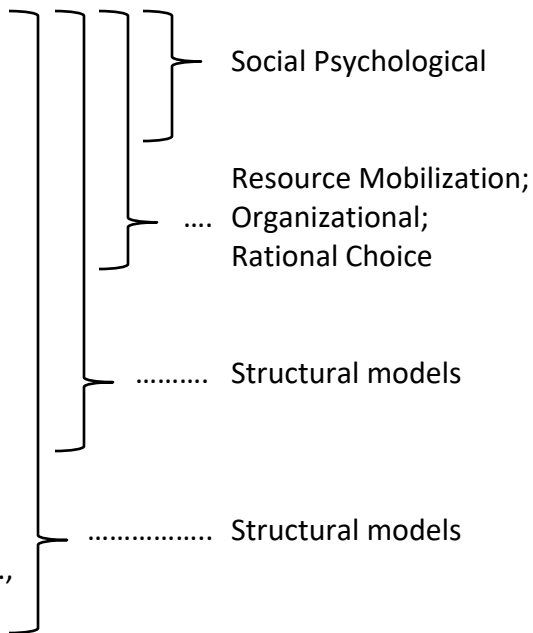 Social Psychological
Resource Mobilization;
.... Organizational;
Rational Choice
.......... Structural models
................. Structural models
.,